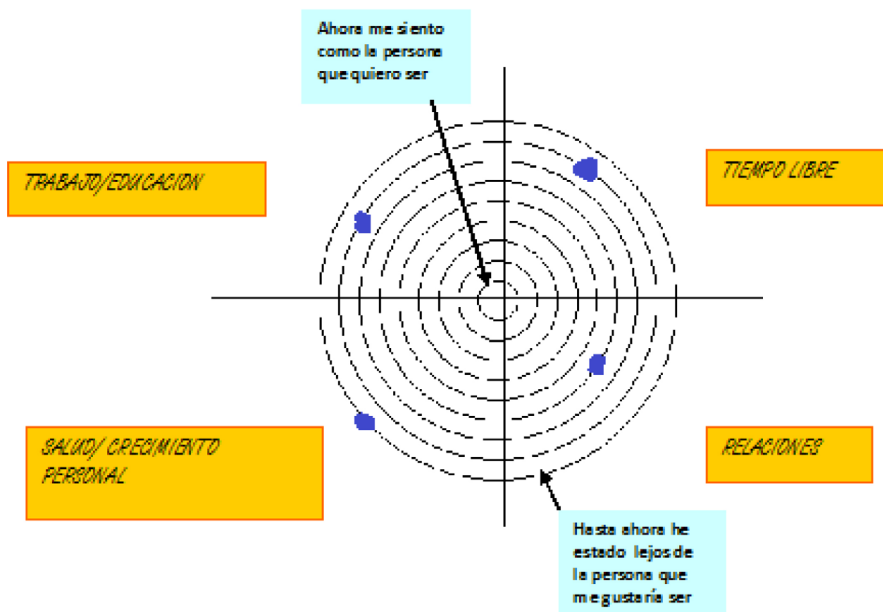 Ahora me siento
como la persona
que quiero ser
TRABAJO/EDUCACION
TIEMPO LIBRE
SALUD/ CRECIMIENTO
PERSONAL
RELACIONES
Hasta ahora he
estado lejos de
la persona que
me gustaría ser